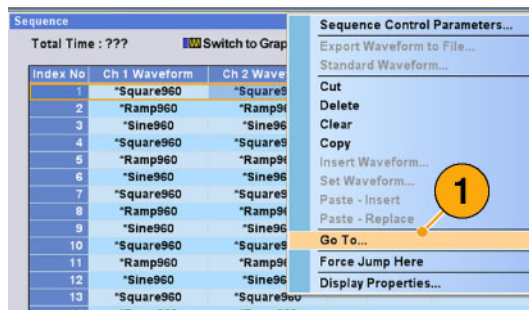 Sequence
Total Time : ??? Switch to Grap
Index No Ch 1 Waveform Ch 2 Wave
1 *Square960 *Square9
2 *Ramp960 *Ramp96
3 *Sine960 *Sine96
4 *Square960 *Square9
5 *Ramp960 *Ramp96
6 *Sine960 *Sine96
7 *Square960 *Square9
8 *Ramp960 *Ramp96
9 *Sine960 *Sine96
10 *Square960 *Square9
11 *Ramp960 *Ramp96
12 *Sine960 *Sine96
13 *Square960 *Square960
Sequence Control Parameters...
Export Waveform to File...
Standard Waveform...
Cut
Delete
Clear
Copy
Insert Waveform...
Set Waveform...
Paste - Insert
Paste - Replace
Go To...
Force Jump Here
Display Properties...
1